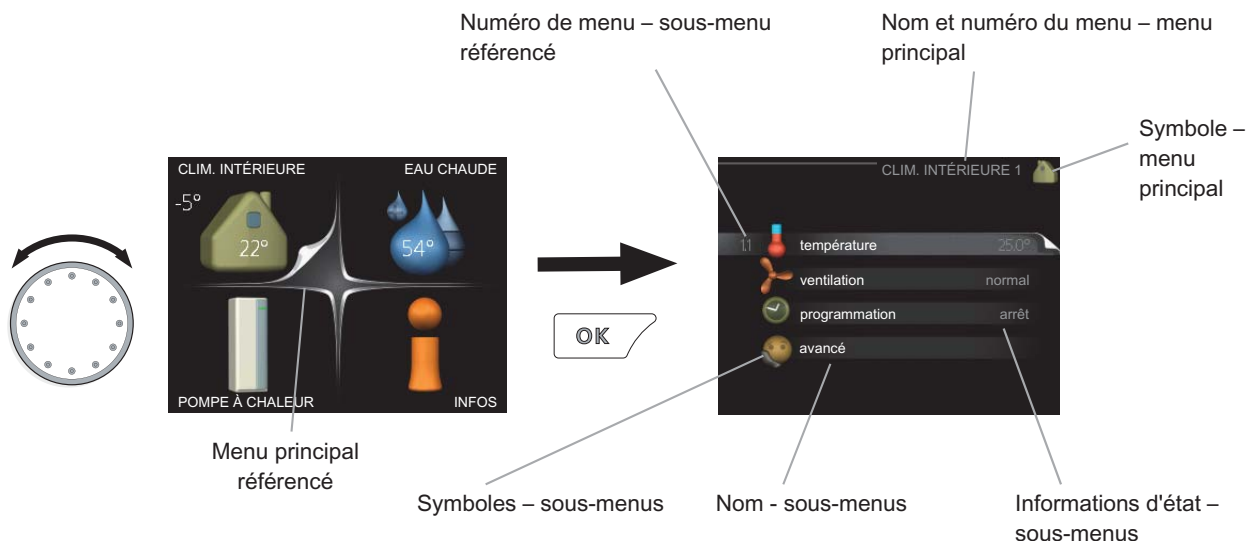 Numéro de menu – sous-menu
référencé
Nom et numéro du menu – menu
principal
Symbole –
menu
principal
CLIM. INTÉRIEURE
EAU CHAUDE
-5°
22°
54°
POMPE À CHALEUR
INFOS
OK
CLIM. INTÉRIEURE 1
1.1
température
25.0°
ventilation
normal
programmation
arrêt
avancé
Menu principal
référencé
Symboles – sous-menus
Nom - sous-menus
Informations d'état –
sous-menus